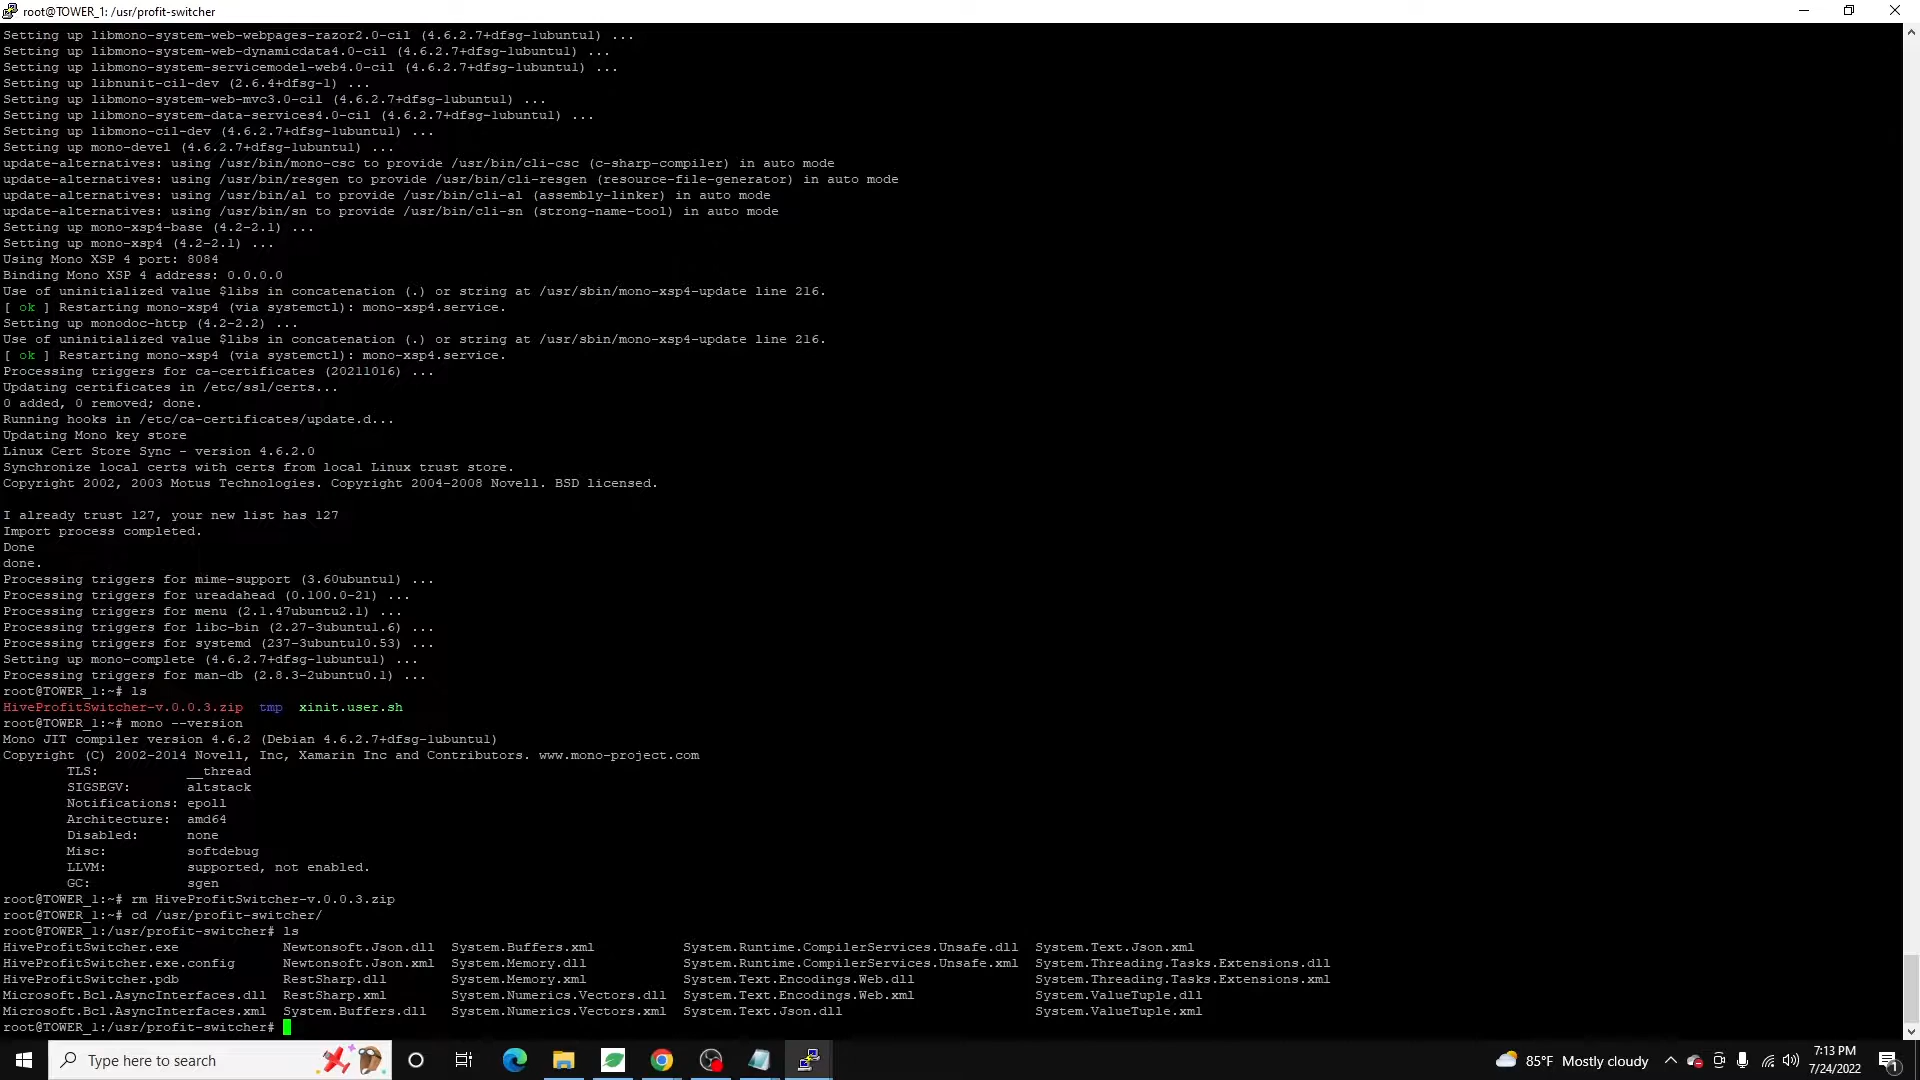 root@TOWER_1: /usr/profit-switcher
Setting up libmono-system-web-webpages-razor2.0-cil (4.6.2.7+dfsg-1ubuntu1) ...
Setting up libmono-system-web-dynamicdata4.0-cil (4.6.2.7+dfsg-1ubuntu1) ...
Setting up libmono-system-servicemodel-web4.0-cil (4.6.2.7+dfsg-1ubuntu1) ...
Setting up libnunit-cil-dev (2.6.4+dfsg-1) ...
Setting up libmono-system-web-mvc3.0-cil (4.6.2.7+dfsg-1ubuntu1) ...
Setting up libmono-system-data-services4.0-cil (4.6.2.7+dfsg-1ubuntu1) ...
Setting up libmono-cil-dev (4.6.2.7+dfsg-1ubuntu1) ...
Setting up mono-devel (4.6.2.7+dfsg-1ubuntu1) ...
update-alternatives: using /usr/bin/mono-csc to provide /usr/bin/cli-csc (c-sharp-compiler) in auto mode
update-alternatives: using /usr/bin/resgen to provide /usr/bin/cli-resgen (resource-file-generator) in auto mode
update-alternatives: using /usr/bin/al to provide /usr/bin/cli-al (assembly-linker) in auto mode
update-alternatives: using /usr/bin/sn to provide /usr/bin/cli-sn (strong-name-tool) in auto mode
Setting up mono-xsp4-base (4.2-2.1) ...
Setting up mono-xsp4 (4.2-2.1) ...
Using Mono XSP 4 port: 8084
Binding Mono XSP 4 address: 0.0.0.0
Use of uninitialized value $libs in concatenation (.) or string at /usr/sbin/mono-xsp4-update line 216.
[ ok ] Restarting mono-xsp4 (via systemctl): mono-xsp4.service.
Setting up monodoc-http (4.2-2.2) ...
Use of uninitialized value $libs in concatenation (.) or string at /usr/sbin/mono-xsp4-update line 216.
[ ok ] Restarting mono-xsp4 (via systemctl): mono-xsp4.service.
Processing triggers for ca-certificates (20211016) ...
Updating certificates in /etc/ssl/certs...
0 added, 0 removed; done.
Running hooks in /etc/ca-certificates/update.d...
Updating Mono key store
Linux Cert Store Sync - version 4.6.2.0
Synchronize local certs with certs from local Linux trust store.
Copyright 2002, 2003 Motus Technologies. Copyright 2004-2008 Novell. BSD licensed.
I already trust 127, your new list has 127
Import process completed.
Done
done.
Processing triggers for mime-support (3.60ubuntu1) ...
Processing triggers for ureadahead (0.100.0-21) ...
Processing triggers for menu (2.1.47ubuntu2.1) ...
Processing triggers for libc-bin (2.27-3ubuntu1.6) ...
Processing triggers for systemd (237-3ubuntu10.53) ...
Setting up mono-complete (4.6.2.7+dfsg-1ubuntu1) ...
Processing triggers for man-db (2.8.3-2ubuntu0.1) ...
root@TOWER_1:~# ls
HiveProfitSwitcher-v.0.0.3.zip  tmp  xinit.user.sh
root@TOWER_1:~# mono --version
Mono JIT compiler version 4.6.2 (Debian 4.6.2.7+dfsg-1ubuntu1)
Copyright (C) 2002-2014 Novell, Inc, Xamarin Inc and Contributors. www.mono-project.com
TLS:           __thread
SIGSEGV:       altstack
Notifications: epoll
Architecture:  amd64
Disabled:      none
Misc:          softdebug
LLVM:          supported, not enabled.
GC:            sgen
root@TOWER_1:~# rm HiveProfitSwitcher-v.0.0.3.zip
root@TOWER_1:~# cd /usr/profit-switcher/
root@TOWER_1:/usr/profit-switcher# ls
HiveProfitSwitcher.exe  Newtonsoft.Json.dll  System.Buffers.xml  System.Runtime.CompilerServices.Unsafe.dll  System.Text.Json.xml
HiveProfitSwitcher.exe.config  Newtonsoft.Json.xml  System.Memory.dll  System.Runtime.CompilerServices.Unsafe.xml  System.Threading.Tasks.Extensions.dll
HiveProfitSwitcher.pdb  RestSharp.dll  System.Memory.xml  System.Text.Encodings.Web.dll  System.Threading.Tasks.Extensions.xml
Microsoft.Bcl.AsyncInterfaces.dll  RestSharp.xml  System.Numerics.Vectors.dll  System.Text.Encodings.Web.xml  System.ValueTuple.dll
Microsoft.Bcl.AsyncInterfaces.xml  System.Buffers.dll  System.Numerics.Vectors.xml  System.Text.Json.dll  System.ValueTuple.xml
root@TOWER_1:/usr/profit-switcher#
Type here to search
85°F Mostly cloudy
7:13 PM
7/24/2022
1